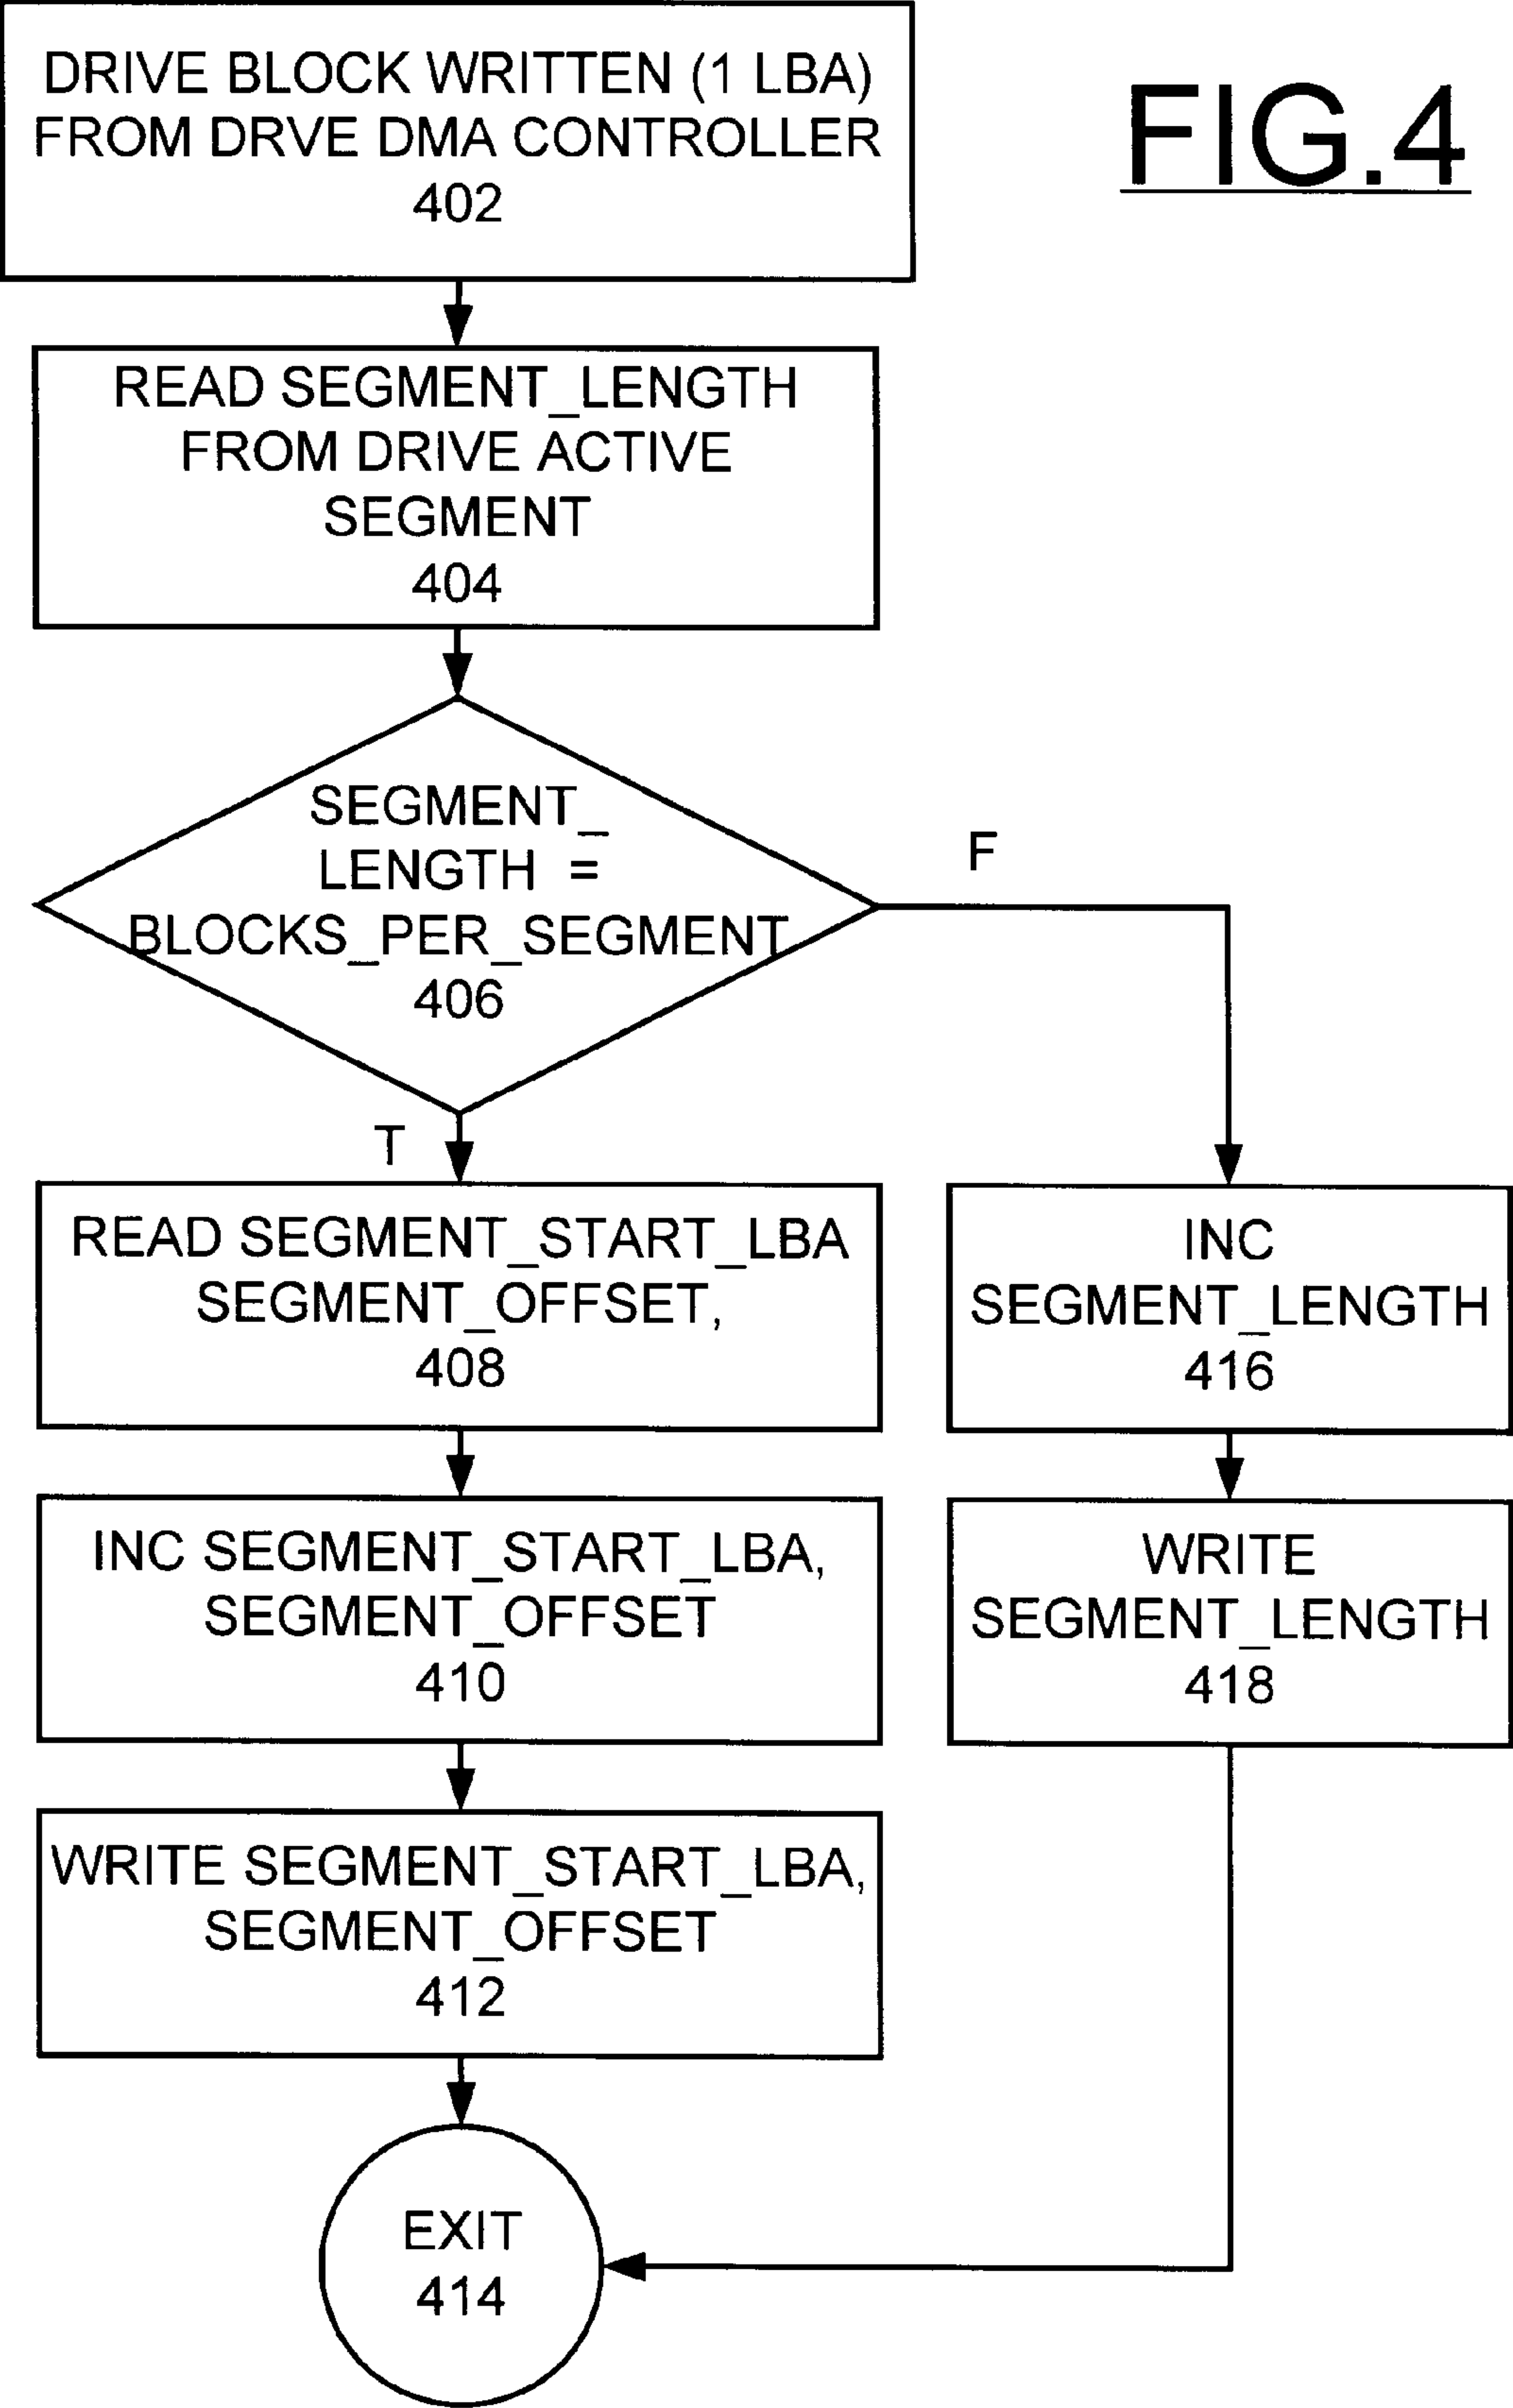 DRIVE BLOCK WRITTEN (1 LBA)
FROM DRVE DMA CONTROLLER
402
FIG.4
READ SEGMENT_LENGTH
FROM DRIVE ACTIVE
SEGMENT
404
SEGMENT_
LENGTH =
BLOCKS_PER_SEGMENT
406
F
T
READ SEGMENT_START_LBA
SEGMENT_OFFSET,
408
INC
SEGMENT_LENGTH
416
INC SEGMENT_START_LBA,
SEGMENT_OFFSET
410
WRITE
SEGMENT_LENGTH
418
WRITE SEGMENT_START_LBA,
SEGMENT_OFFSET
412
EXIT
414